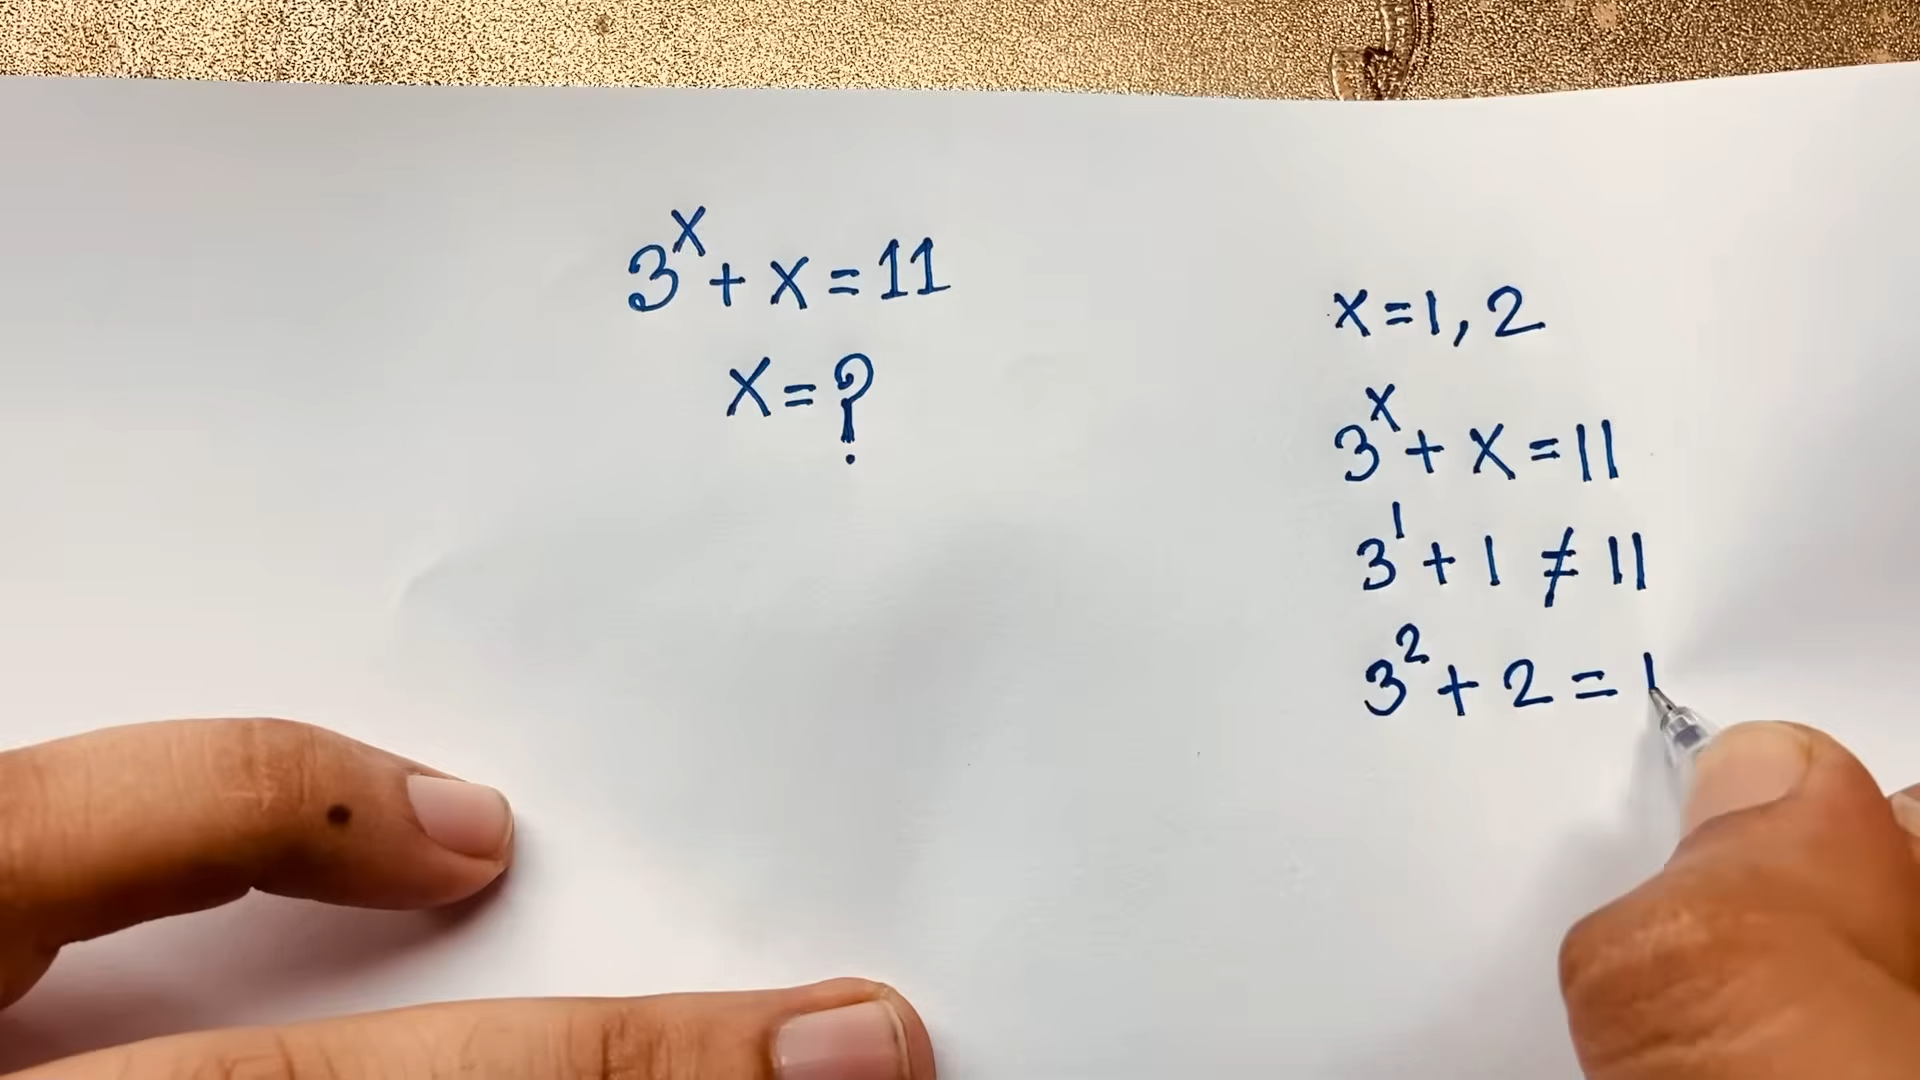 3^x + x = 11
x = ?
x = 1, 2
3^x + x = 11
3^1 + 1 ≠ 11
3^2 + 2 = 1